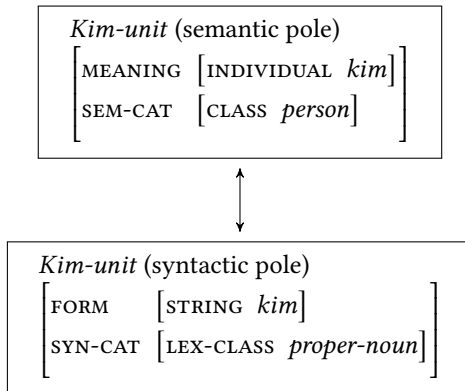 Kim-unit (semantic pole)
[MEANING [INDIVIDUAL kim]
SEM-CAT [CLASS person]]
Kim-unit (syntactic pole)
[FORM [STRING kim]
SYN-CAT [LEX-CLASS proper-noun]]